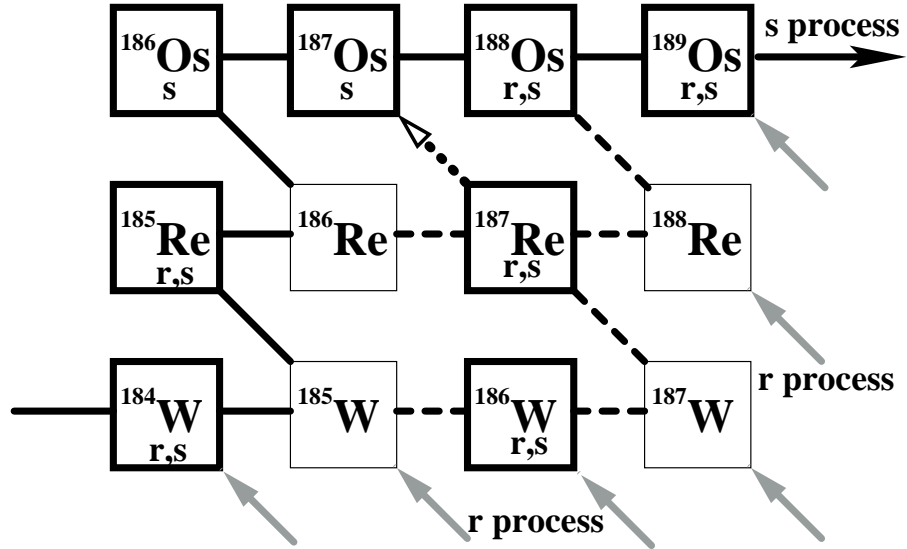 s process
186Os 187Os 188Os 189Os
s s r,s r,s
185Re 186Re 187Re 188Re
r,s r,s
r process
184W 185W 186W 187W
r,s r,s
r process